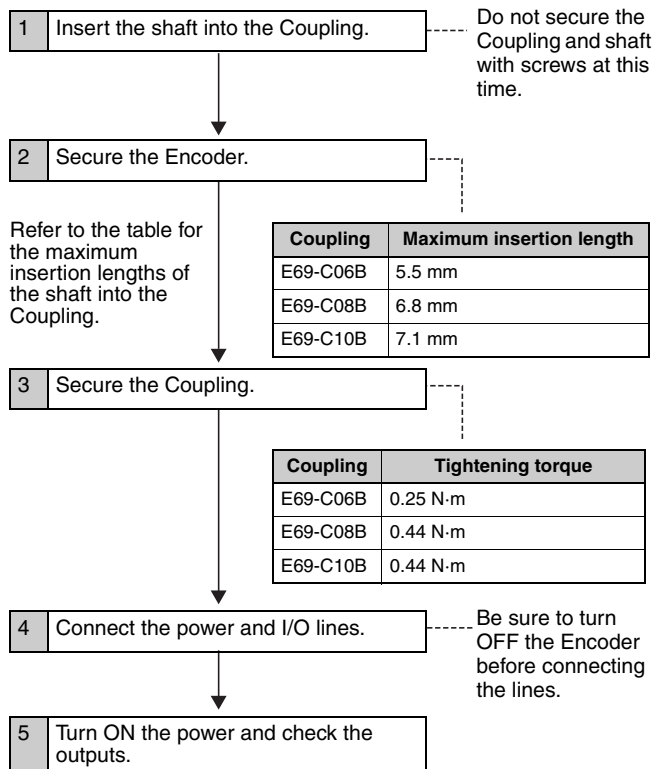 1 Insert the shaft into the Coupling.
Do not secure the
Coupling and shaft
with screws at this
time.
2 Secure the Encoder.
Refer to the table for
the maximum
insertion lengths of
the shaft into the
Coupling.
Coupling Maximum insertion length
E69-C06B 5.5 mm
E69-C08B 6.8 mm
E69-C10B 7.1 mm
3 Secure the Coupling.
Coupling Tightening torque
E69-C06B 0.25 N·m
E69-C08B 0.44 N·m
E69-C10B 0.44 N·m
4 Connect the power and I/O lines.
Be sure to turn
OFF the Encoder
before connecting
the lines.
5 Turn ON the power and check the
outputs.